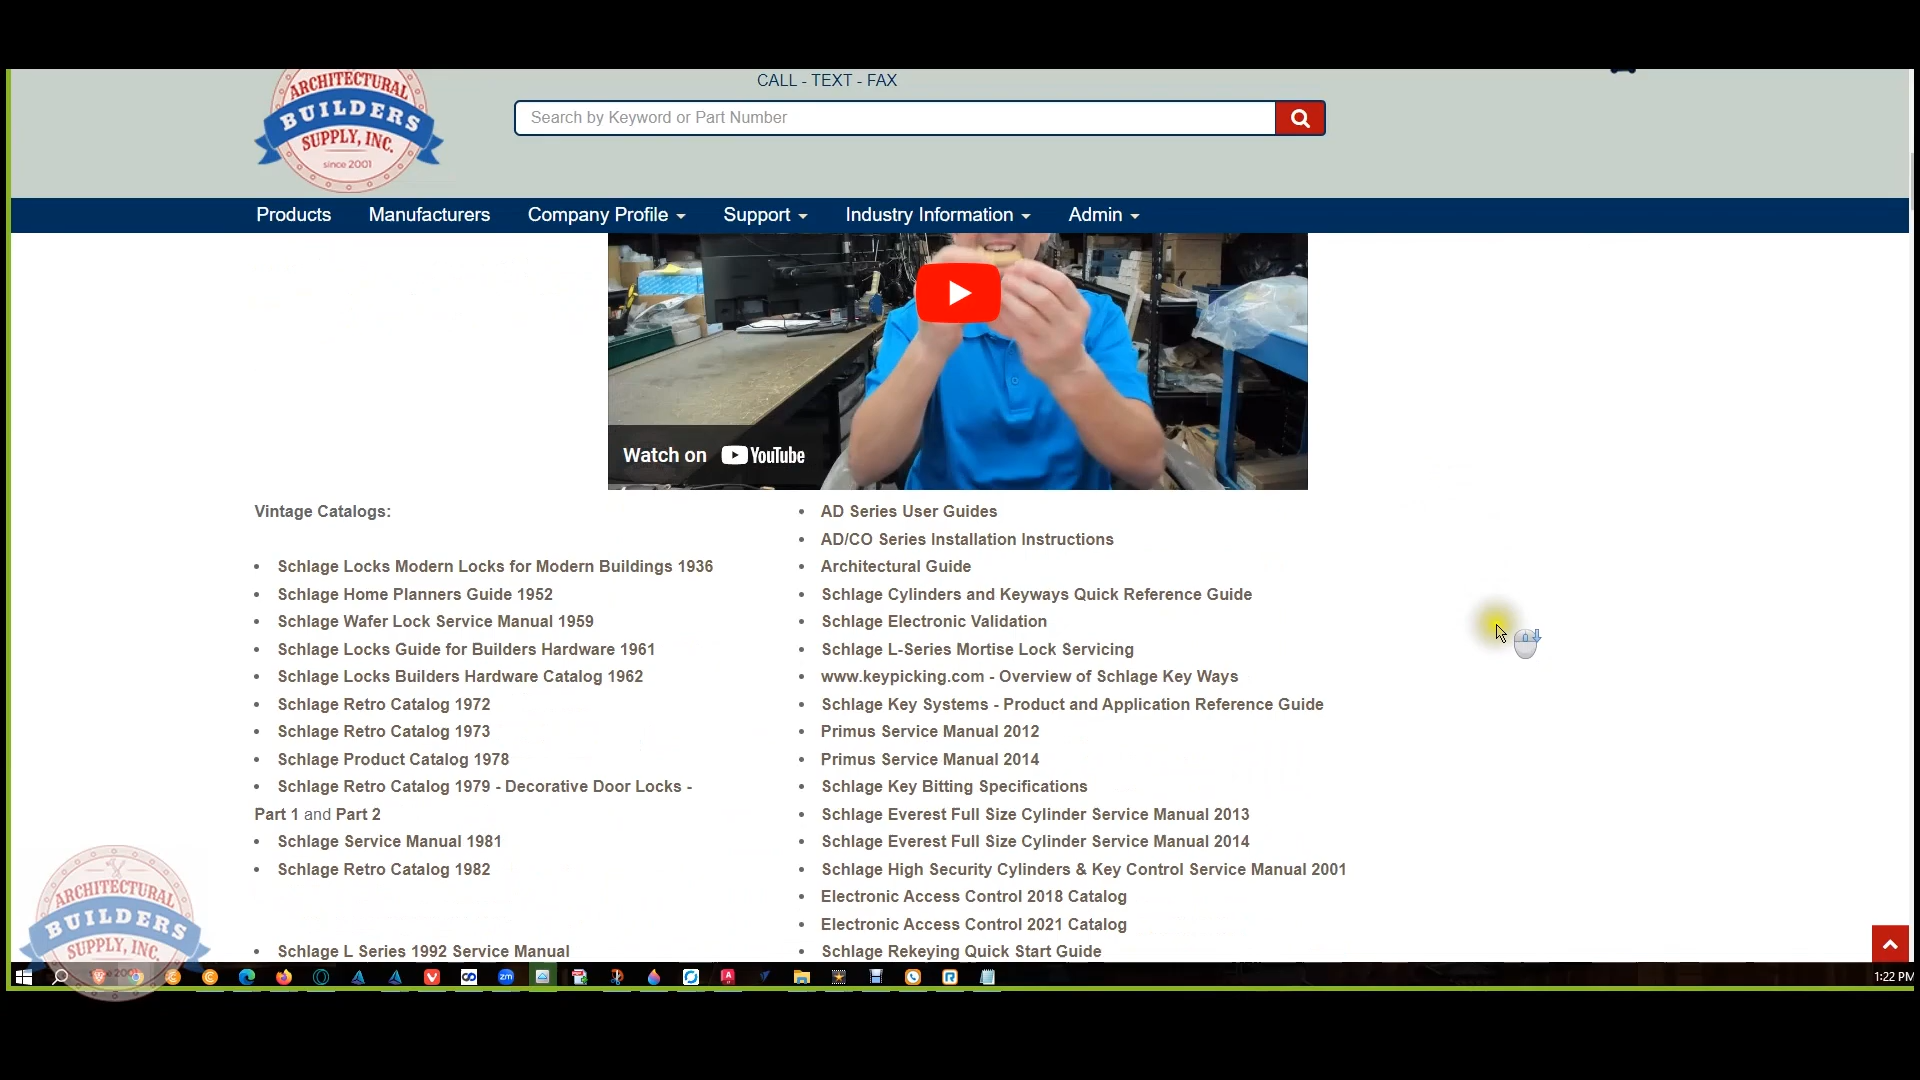 CALL - TEXT - FAX
ARCHITECTURAL
BUILDERS
SUPPLY, INC.
since 2001
Search by Keyword or Part Number
Products
Manufacturers
Company Profile
Support
Industry Information
Admin
Watch on YouTube
Vintage Catalogs:
Schlage Locks Modern Locks for Modern Buildings 1936
Schlage Home Planners Guide 1952
Schlage Wafer Lock Service Manual 1959
Schlage Locks Guide for Builders Hardware 1961
Schlage Locks Builders Hardware Catalog 1962
Schlage Retro Catalog 1972
Schlage Retro Catalog 1973
Schlage Product Catalog 1978
Schlage Retro Catalog 1979 - Decorative Door Locks -
Part 1 and Part 2
Schlage Service Manual 1981
Schlage Retro Catalog 1982
Schlage L Series 1992 Service Manual
AD Series User Guides
AD/CO Series Installation Instructions
Architectural Guide
Schlage Cylinders and Keyways Quick Reference Guide
Schlage Electronic Validation
Schlage L-Series Mortise Lock Servicing
www.keypicking.com - Overview of Schlage Key Ways
Schlage Key Systems - Product and Application Reference Guide
Primus Service Manual 2012
Primus Service Manual 2014
Schlage Key Bitting Specifications
Schlage Everest Full Size Cylinder Service Manual 2013
Schlage Everest Full Size Cylinder Service Manual 2014
Schlage High Security Cylinders & Key Control Service Manual 2001
Electronic Access Control 2018 Catalog
Electronic Access Control 2021 Catalog
Schlage Rekeying Quick Start Guide
ARCHITECTURAL
BUILDERS
SUPPLY, INC.
since 2001
zm
1:22 PM